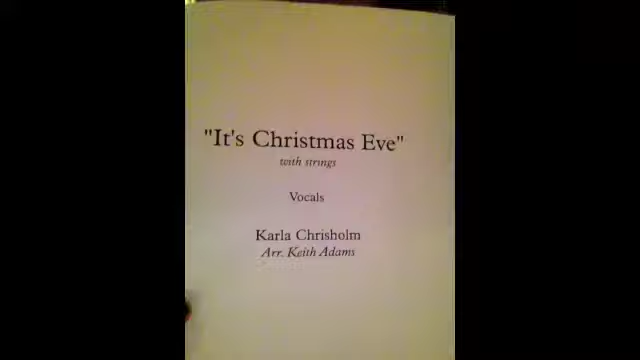 "It's Christmas Eve"
with strings
Vocals
Karla Chrisholm
Arr. Keith Adams